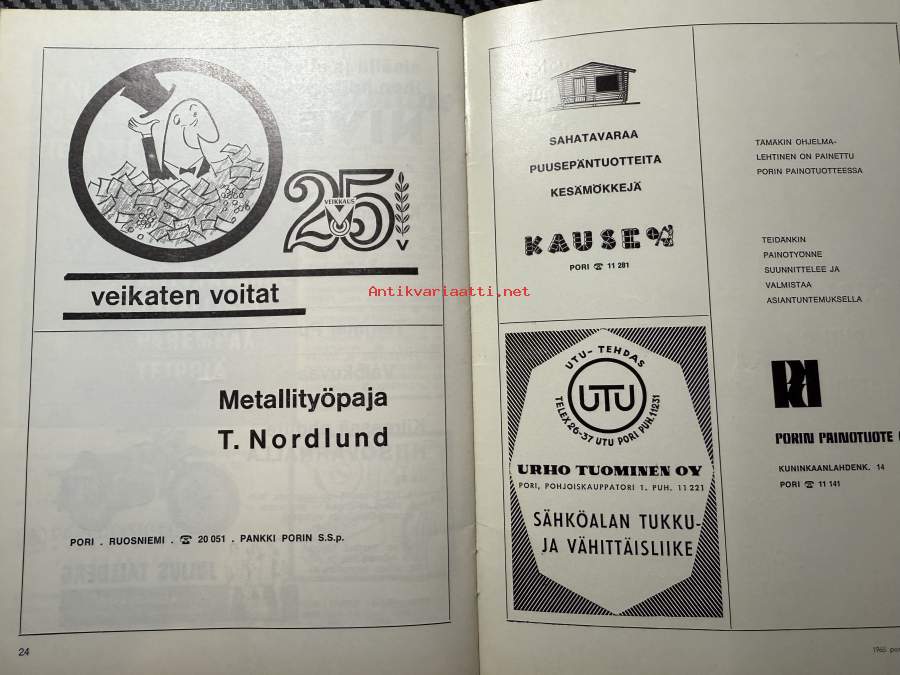 25
VEIKKAUS
V
veikaten voitat
Metallityöpaja
T. Nordlund
PORI . RUOSNIEMI . ☎ 20 051 . PANKKI PORIN S.S.p.
24
SAHATAVARAA
PUUSEPÄNTUOTTEITA
KESÄMÖKKEJÄ
KAUSE
PORI ☎ 11 281
UTU- TEHDAS
UTU
TELEX 26-37 UTU PORI PUH. 11231
URHO TUOMINEN OY
PORI, POHJOISKAUPPATORI 1. PUH. 11 221
SÄHKÖALAN TUKKU-
JA VÄHITTÄISLIIKE
TÄMÄKIN OHJELMA-
LEHTINEN ON PAINETTU
PORIN PAINOTUOTTEESSA
TEIDÄNKIN
PAINOTYÖNNE
SUUNNITTELEE JA
VALMISTAA
ASIANTUNTEMUKSELLA
PORIN PAINOTUOTE
KUNINKAANLAHDENK. 14
PORI ☎ 11 141
1965
Antikvariaatti.net